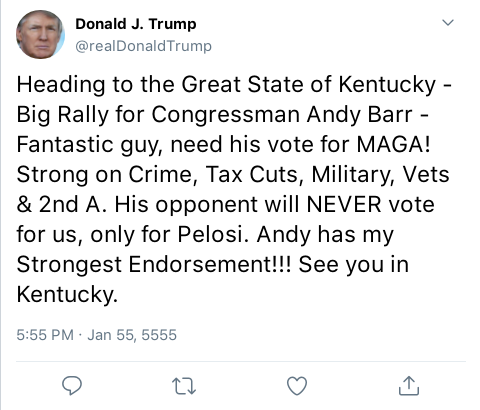 Donald J. Trump
@realDonaldTrump
Heading to the Great State of Kentucky -
Big Rally for Congressman Andy Barr -
Fantastic guy, need his vote for MAGA!
Strong on Crime, Tax Cuts, Military, Vets
& 2nd A. His opponent will NEVER vote
for us, only for Pelosi. Andy has my
Strongest Endorsement!!! See you in
Kentucky.
5:55 PM · Jan 55, 5555